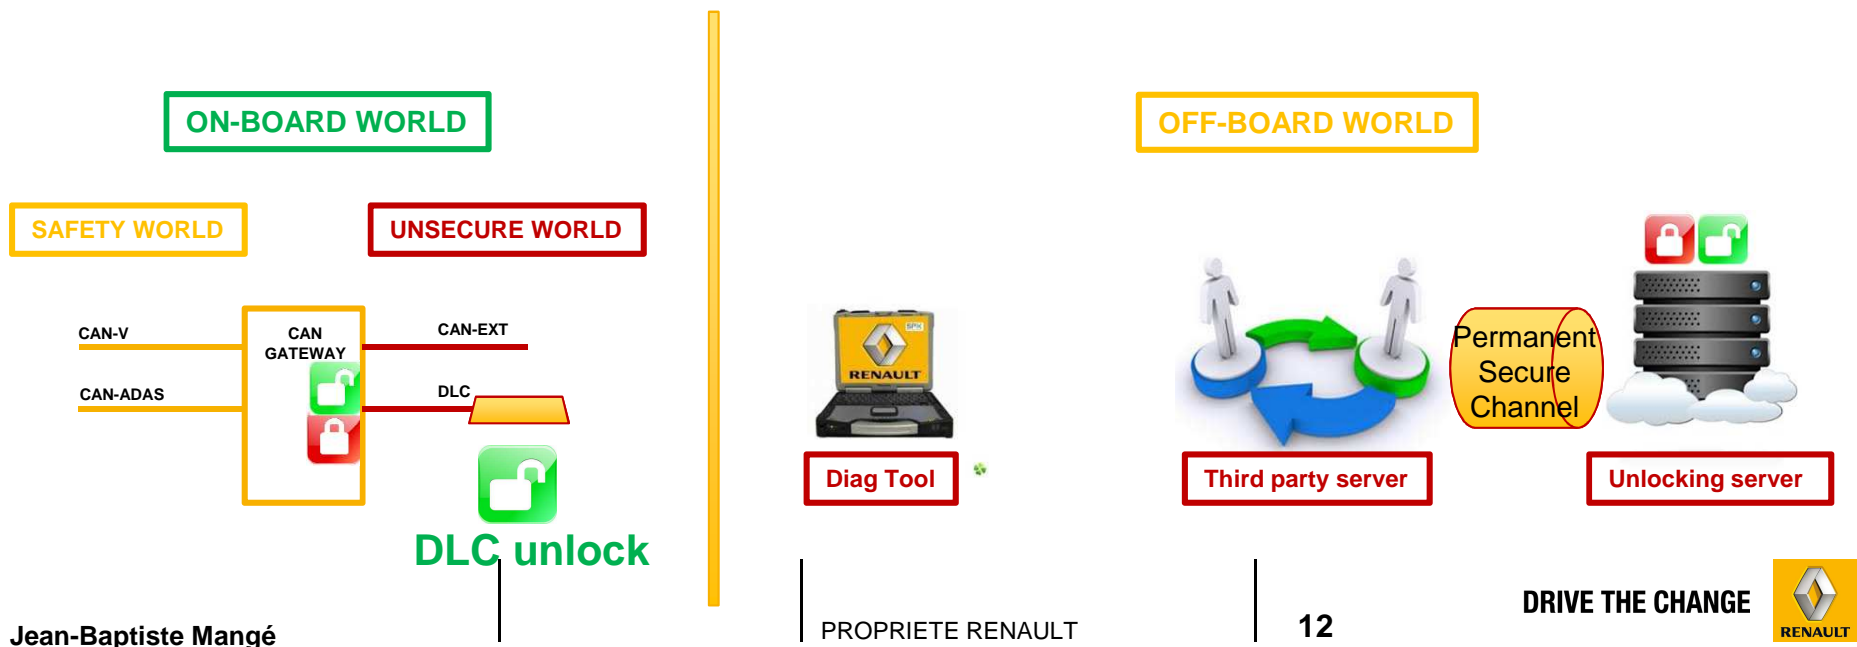 ON-BOARD WORLD
OFF-BOARD WORLD
SAFETY WORLD
UNSECURE WORLD
CAN-V
CAN
GATEWAY
CAN-EXT
CAN-ADAS
DLC
DLC unlock
RENAULT
SPX
Diag Tool
Third party server
Permanent
Secure
Channel
Unlocking server
Jean-Baptiste Mangé
PROPRIETE RENAULT
12
DRIVE THE CHANGE
RENAULT